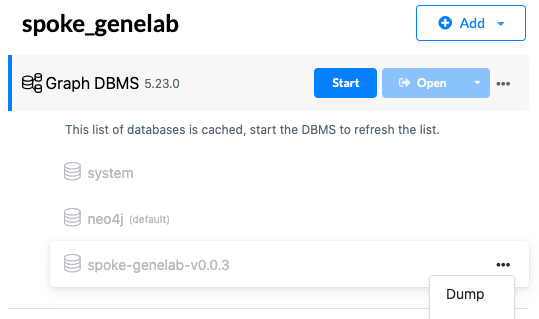 spoke_genelab
Add
Graph DBMS 5.23.0
Start
Open
This list of databases is cached, start the DBMS to refresh the list.
system
neo4j (default)
spoke-genelab-v0.0.3
Dump